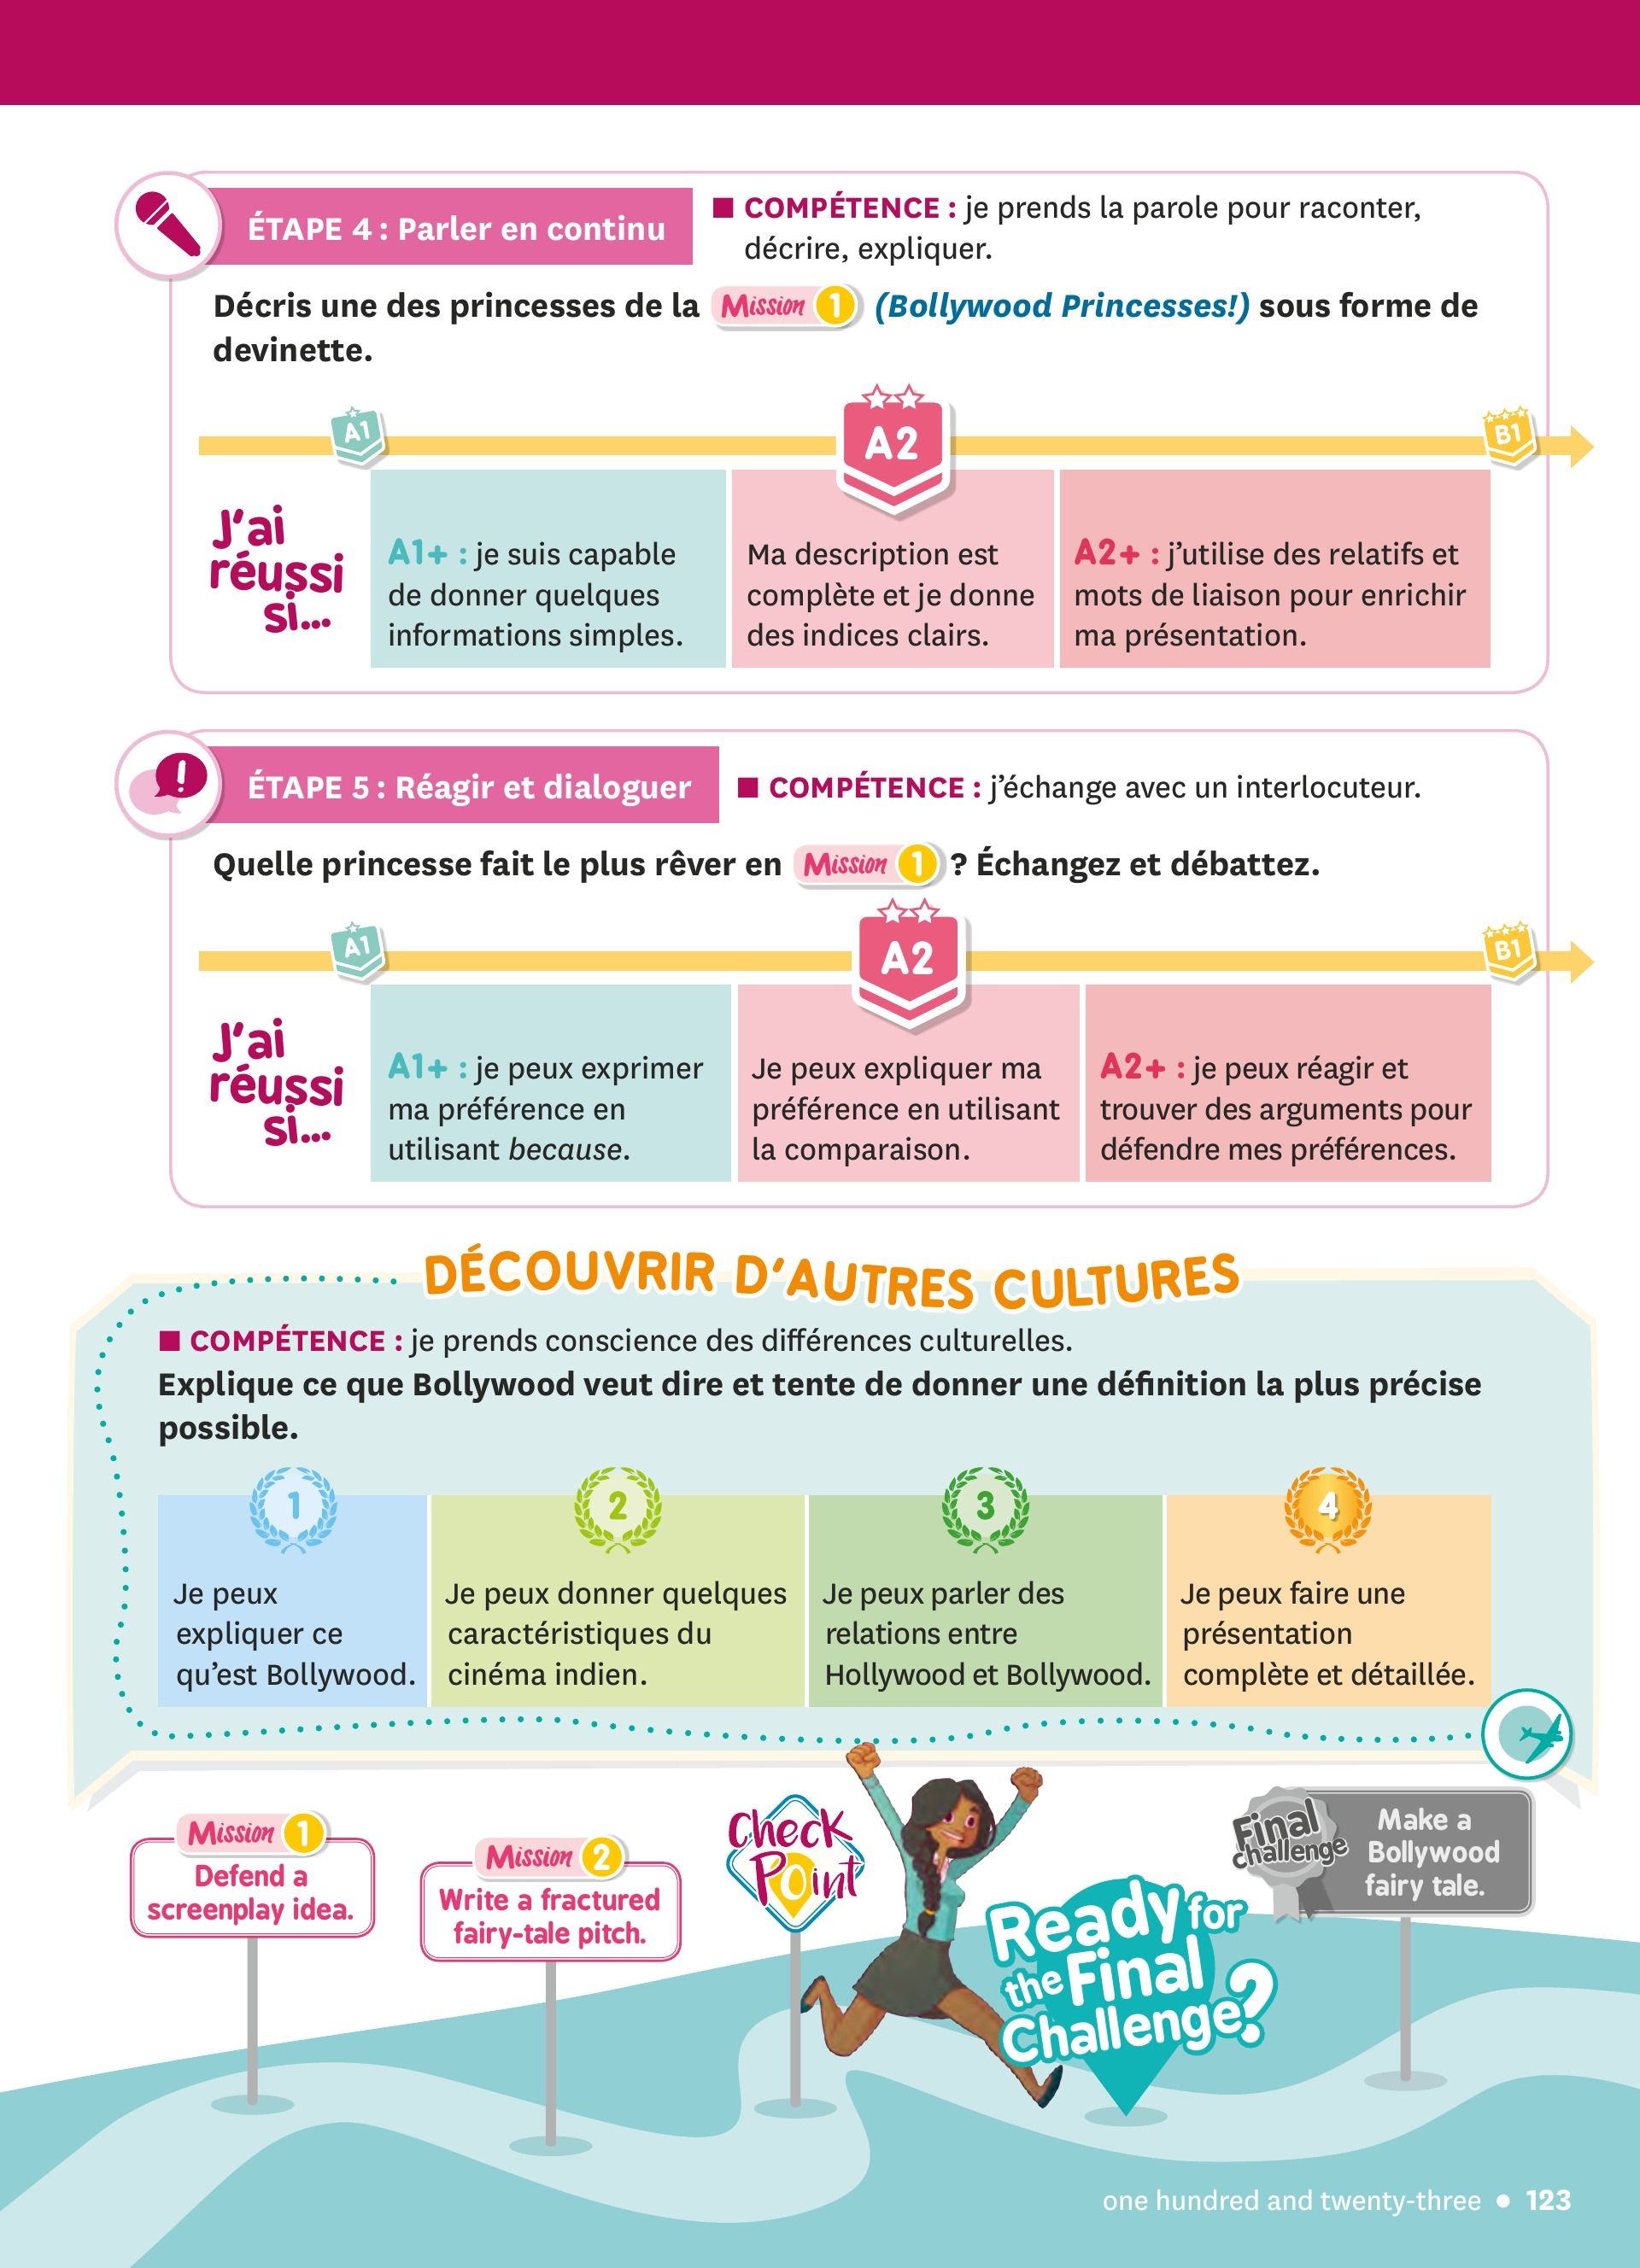 ÉTAPE 4 : Parler en continu
■ COMPÉTENCE : je prends la parole pour raconter,
décrire, expliquer.
Décris une des princesses de la Mission 1 (Bollywood Princesses!) sous forme de
devinette.
A1
A2
B1
J'ai
réussi
si...
A1+ : je suis capable
de donner quelques
informations simples.
Ma description est
complète et je donne
des indices clairs.
A2+ : j'utilise des relatifs et
mots de liaison pour enrichir
ma présentation.
ÉTAPE 5 : Réagir et dialoguer
■ COMPÉTENCE : j'échange avec un interlocuteur.
Quelle princesse fait le plus rêver en Mission 1 ? Échangez et débattez.
A1
A2
B1
J'ai
réussi
si...
A1+ : je peux exprimer
ma préférence en
utilisant because.
Je peux expliquer ma
préférence en utilisant
la comparaison.
A2+ : je peux réagir et
trouver des arguments pour
défendre mes préférences.
DÉCOUVRIR D'AUTRES CULTURES
■ COMPÉTENCE : je prends conscience des différences culturelles.
Explique ce que Bollywood veut dire et tente de donner une définition la plus précise
possible.
1
Je peux
expliquer ce
qu'est Bollywood.
2
Je peux donner quelques
caractéristiques du
cinéma indien.
3
Je peux parler des
relations entre
Hollywood et Bollywood.
4
Je peux faire une
présentation
complète et détaillée.
Mission 1
Defend a
screenplay idea.
Mission 2
Write a fractured
fairy-tale pitch.
Check
Point
Ready for
the Final
Challenge?
Final
challenge
Make a
Bollywood
fairy tale.
one hundred and twenty-three • 123